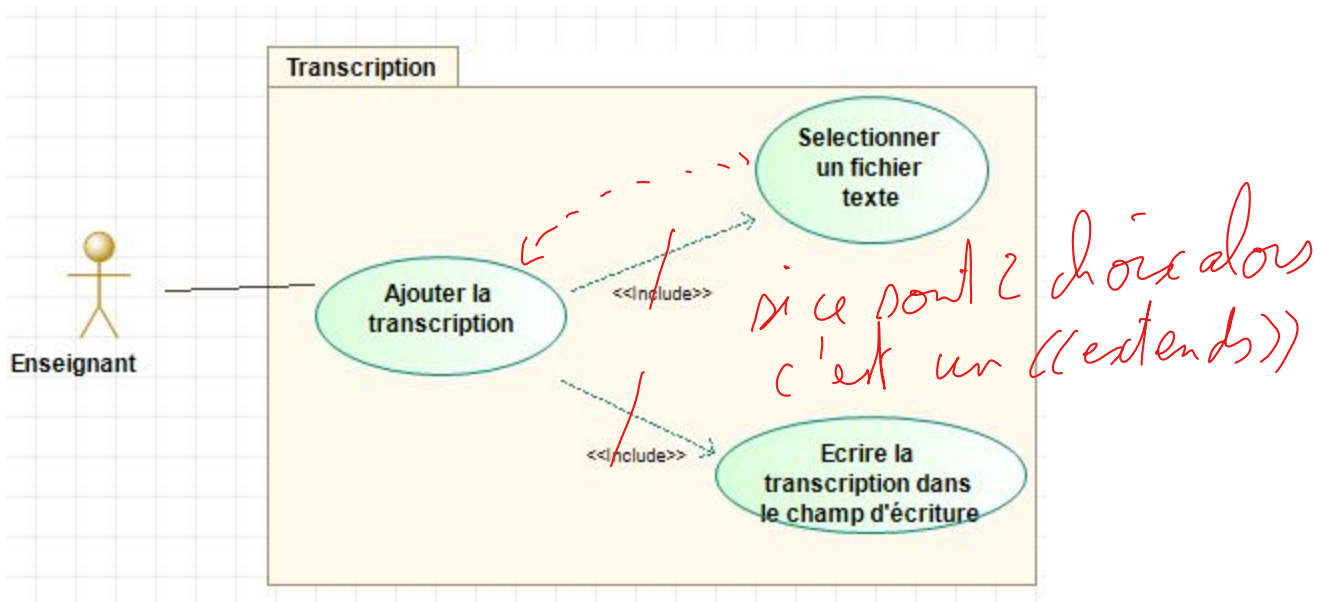 Transcription
Selectionner
un fichier
texte
<<Include>>
si ce sont 2 choix alors
c'est un <<extends>>
Ajouter la
transcription
Enseignant
<<Include>>
Ecrire la
transcription dans
le champ d'écriture